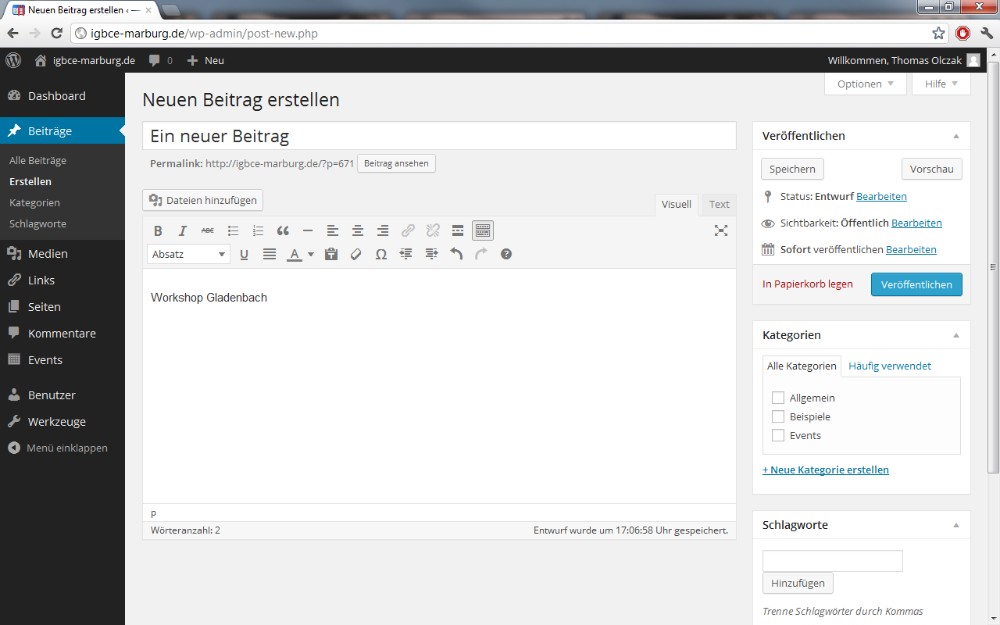 Neuen Beitrag erstellen ‹ —
igbce-marburg.de/wp-admin/post-new.php
igbce-marburg.de 0 Neu Willkommen, Thomas Olczak
Optionen Hilfe
Dashboard
Beiträge
Alle Beiträge
Erstellen
Kategorien
Schlagworte
Medien
Links
Seiten
Kommentare
Events
Benutzer
Werkzeuge
Menü einklappen
Neuen Beitrag erstellen
Ein neuer Beitrag
Permalink: http://igbce-marburg.de/?p=671 Beitrag ansehen
Dateien hinzufügen
Visuell Text
B I ABC
Absatz U A Ω ?
Workshop Gladenbach
p
Wörteranzahl: 2 Entwurf wurde um 17:06:58 Uhr gespeichert.
Veröffentlichen
Speichern Vorschau
Status: Entwurf Bearbeiten
Sichtbarkeit: Öffentlich Bearbeiten
Sofort veröffentlichen Bearbeiten
In Papierkorb legen Veröffentlichen
Kategorien
Alle Kategorien Häufig verwendet
Allgemein
Beispiele
Events
+ Neue Kategorie erstellen
Schlagworte
Hinzufügen
Trenne Schlagwörter durch Kommas